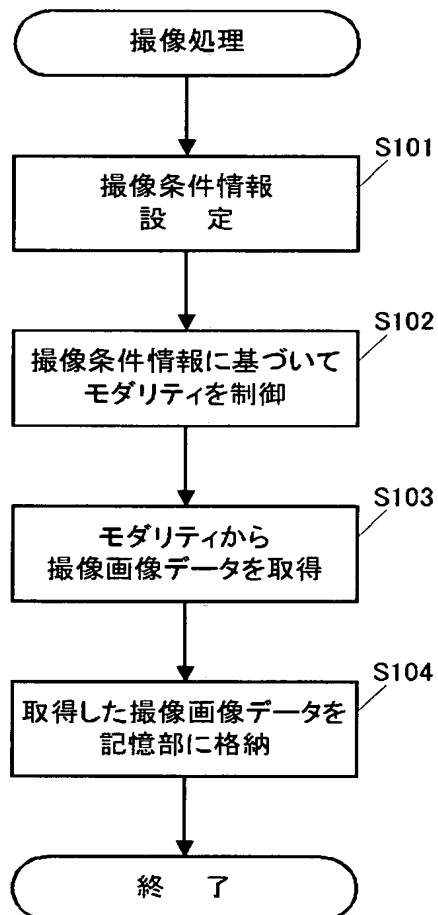 撮像処理
S101
撮像条件情報
設 定
S102
撮像条件情報に基づいて
モダリティを制御
S103
モダリティから
撮像画像データを取得
S104
取得した撮像画像データを
記憶部に格納
終 了